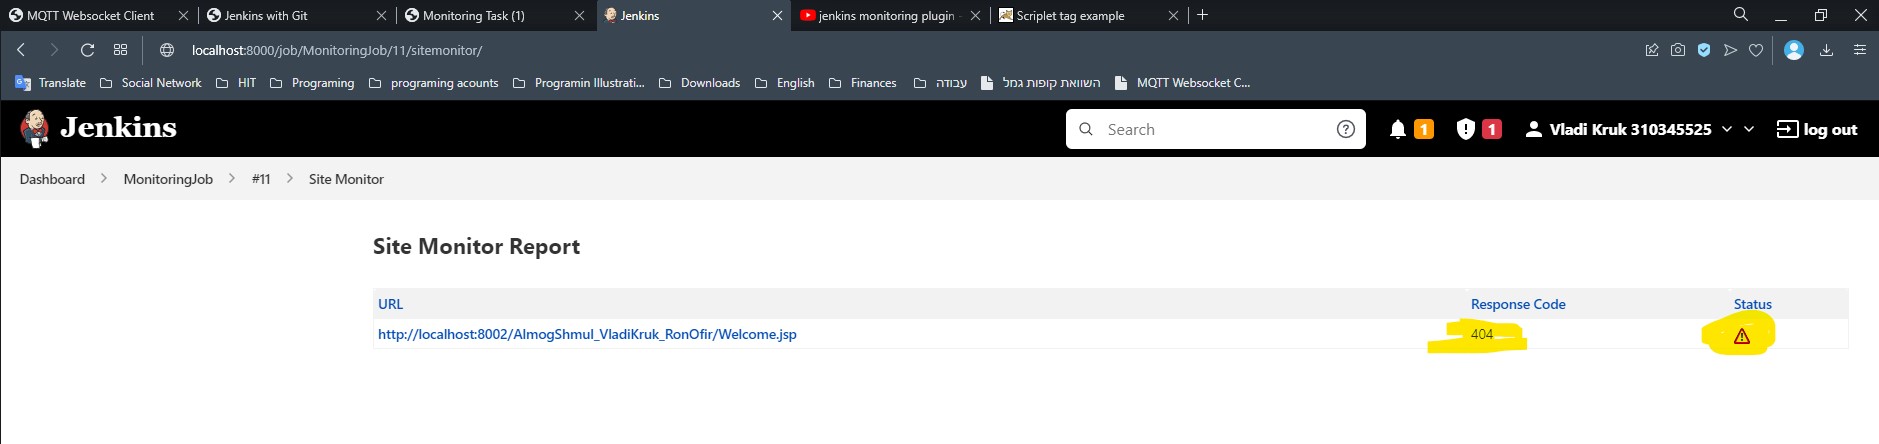 MQTT Websocket Client
Jenkins with Git
Monitoring Task (1)
Jenkins
jenkins monitoring plugin -
Scriplet tag example
localhost:8000/job/MonitoringJob/11/sitemonitor/
Translate
Social Network
HIT
Programing
programing acounts
Programin Illustrati...
Downloads
English
Finances
עבודה
השוואת קופות גמל
MQTT Websocket C...
Jenkins
Search
1
1
Vladi Kruk 310345525
log out
Dashboard
MonitoringJob
#11
Site Monitor
Site Monitor Report
URL Response Code Status
http://localhost:8002/AlmogShmul_VladiKruk_RonOfir/Welcome.jsp 404